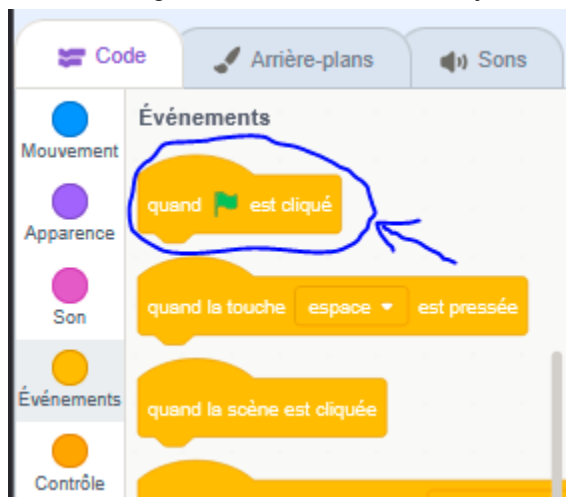 Code
Arrière-plans
Sons
Événements
Mouvement
quand est cliqué
Apparence
quand la touche espace est pressée
Son
Événements
quand la scène est cliquée
Contrôle